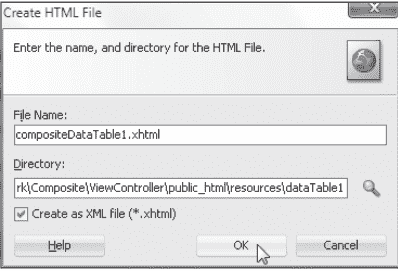 Create HTML File
Enter the name, and directory for the HTML File.
File Name:
compositeDataTable1.xhtml
Directory:
rk\Composite\ViewController\public_html\resources\dataTable1
Create as XML file (*.xhtml)
Help
OK
Cancel